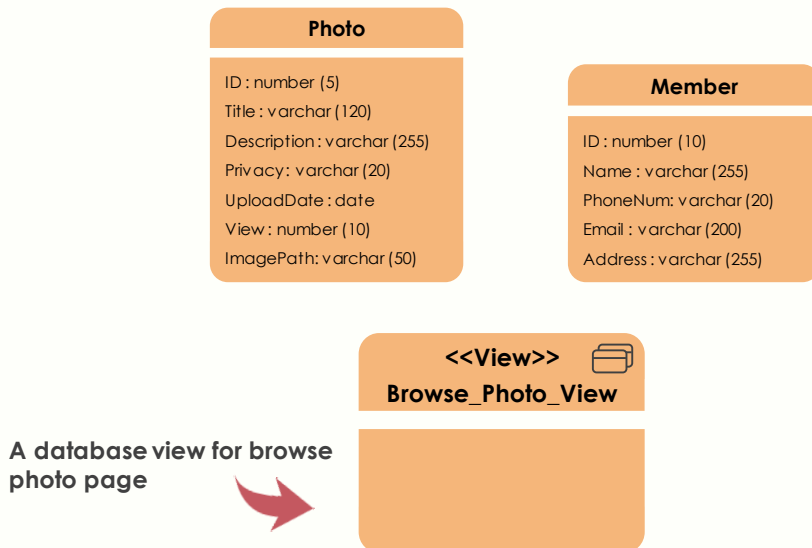 Photo
ID : number (5)
Title : varchar (120)
Description : varchar (255)
Privacy : varchar (20)
UploadDate : date
View : number (10)
ImagePath: varchar (50)
Member
ID : number (10)
Name : varchar (255)
PhoneNum: varchar (20)
Email : varchar (200)
Address : varchar (255)
<<View>>
Browse_Photo_View
A database view for browse
photo page